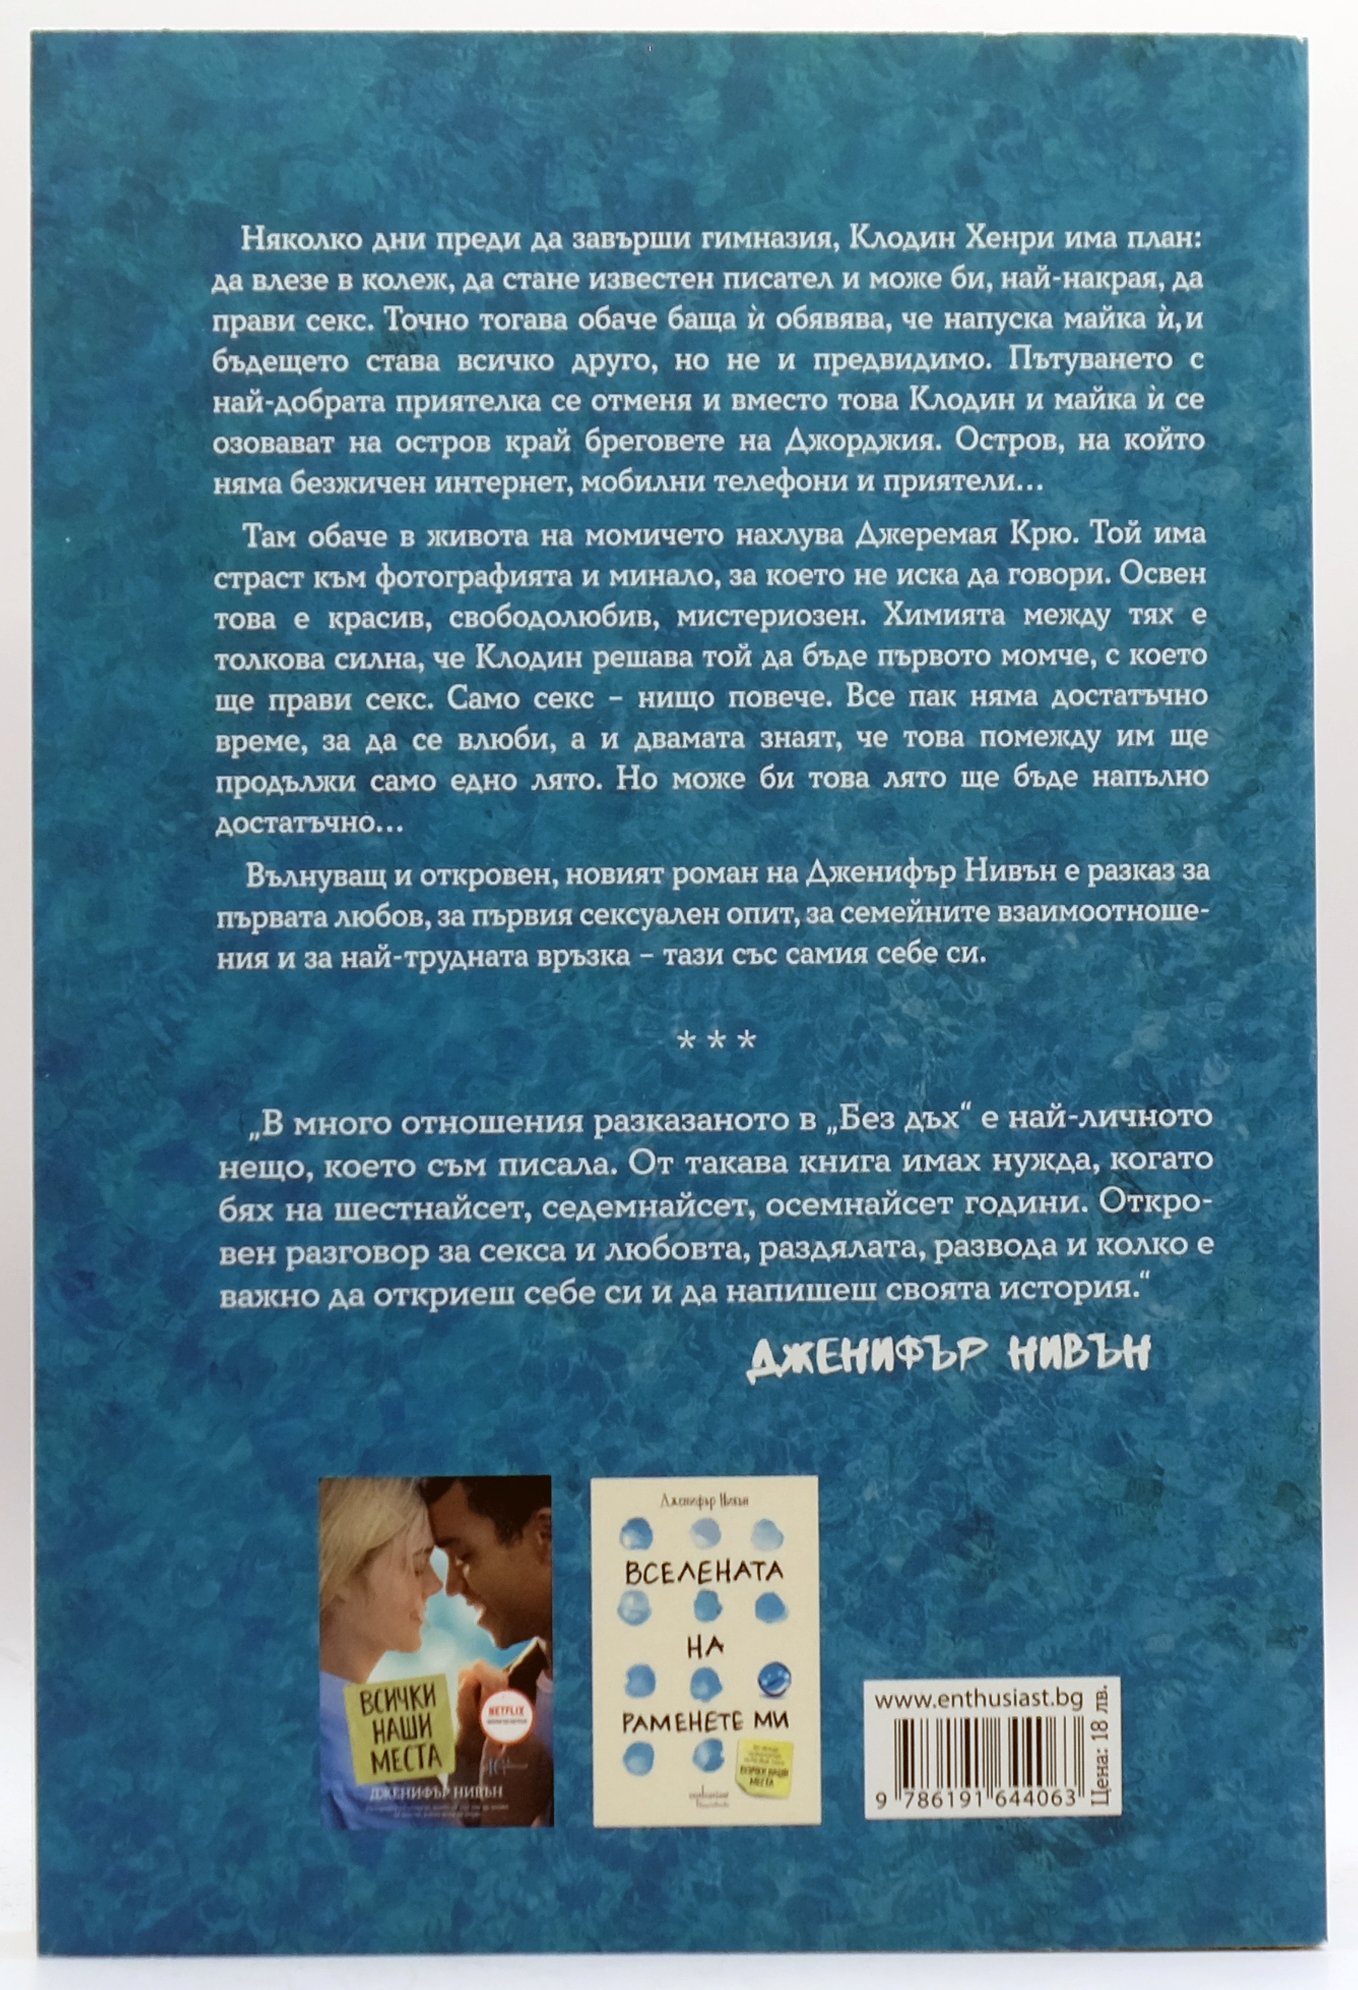 Няколко дни преди да завърши гимназия, Клодин Хенри има план:
да влезе в колеж, да стане известен писател и може би, най-накрая, да
прави секс. Точно тогава обаче баща ѝ обявява, че напуска майка ѝ, и
бъдещето става всичко друго, но не и предвидимо. Пътуването с
най-добрата приятелка се отменя и вместо това Клодин и майка ѝ се
озовават на остров край бреговете на Джорджия. Остров, на който
няма безжичен интернет, мобилни телефони и приятели...
Там обаче в живота на момичето нахлува Джеремая Крю. Той има
страст към фотографията и минало, за което не иска да говори. Освен
това е красив, свободолюбив, мистериозен. Химията между тях е
толкова силна, че Клодин решава той да бъде първото момче, с което
ще прави секс. Само секс – нищо повече. Все пак няма достатъчно
време, за да се влюби, а и двамата знаят, че това помежду им ще
продължи само едно лято. Но може би това лято ще бъде напълно
достатъчно...
Вълнуващ и откровен, новият роман на Дженифър Нивън е разказ за
първата любов, за първия сексуален опит, за семейните взаимоотноше-
ния и за най-трудната връзка – тази със самия себе си.
* * *
„В много отношения разказаното в „Без дъх“ е най-личното
нещо, което съм писала. От такава книга имах нужда, когато
бях на шестнайсет, седемнайсет, осемнайсет години. Откро-
вен разговор за секса и любовта, раздялата, развода и колко е
важно да откриеш себе си и да напишеш своята история.“
ДЖЕНИФЪР НИВЪН
ВСИЧКИ
НАШИ
МЕСТА
NETFLIX
ДЖЕНИФЪР НИВЪН
Дженифър Нивън
ВСЕЛЕНАТА
НА
РАМЕНЕТЕ МИ
ВСИЧКИ НАШИ
МЕСТА
www.enthusiast.bg
9 786191 644063
Цена: 18 лв.